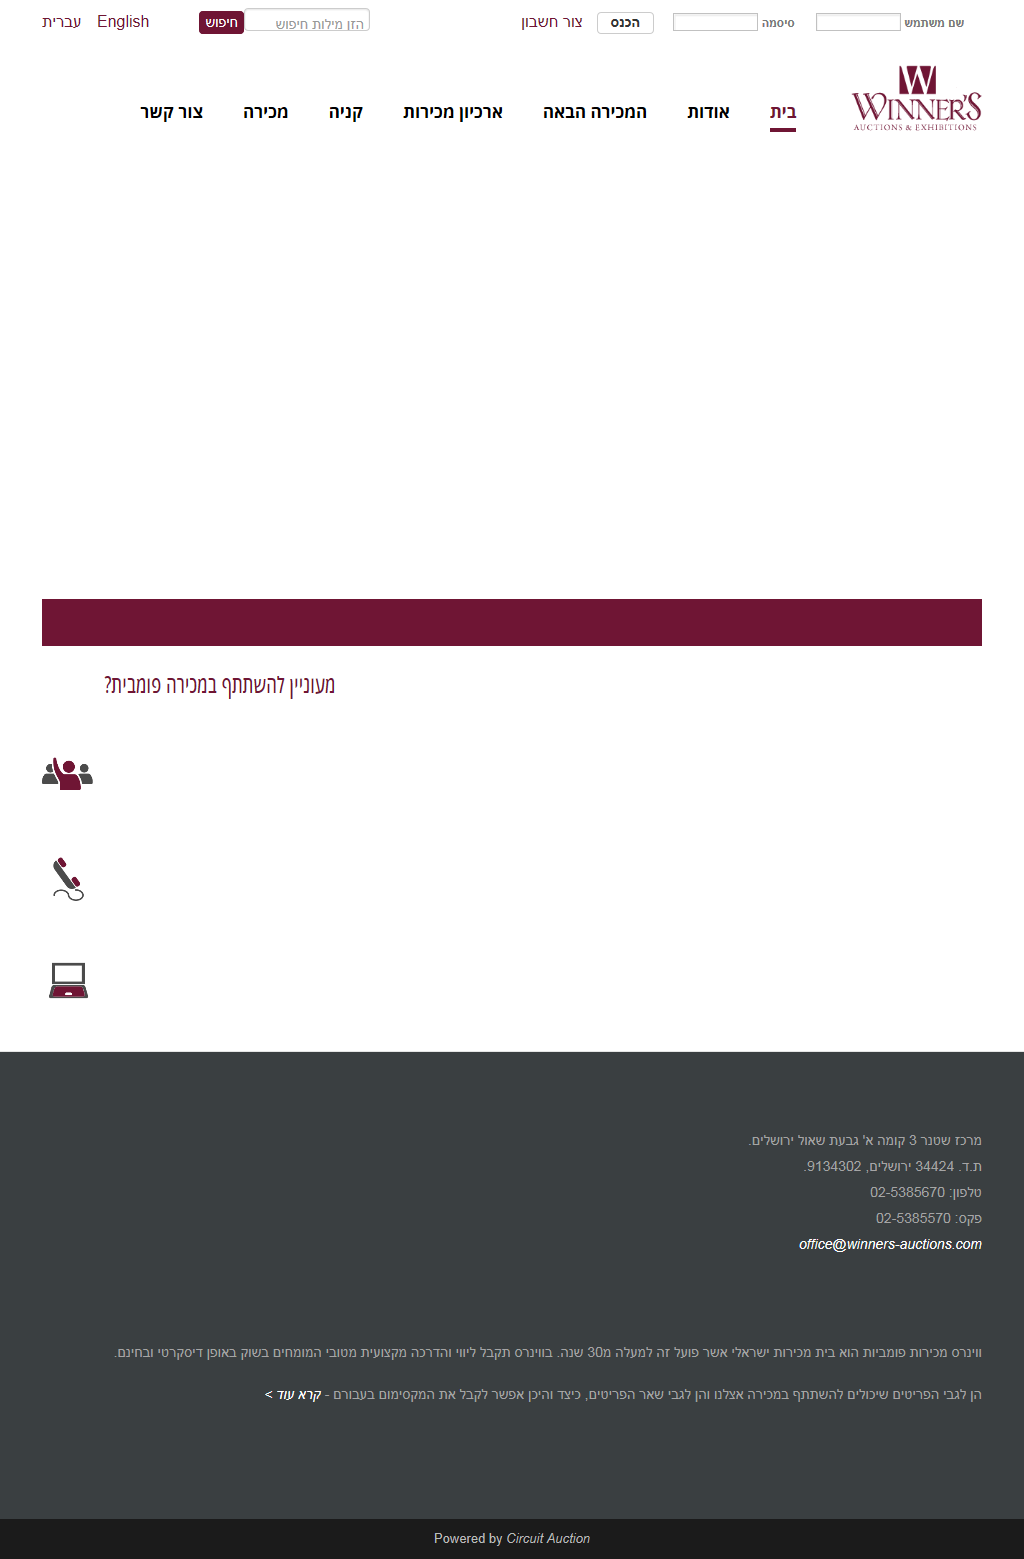 שם משתמש
סיסמה
הכנס
צור חשבון
הזן מילות חיפוש
חיפוש
English
עברית
W
WINNER'S
AUCTIONS & EXHIBITIONS
בית
אודות
המכירה הבאה
ארכיון מכירות
קניה
מכירה
צור קשר
מעוניין להשתתף במכירה פומבית?
מרכז שטנר 3 קומה א' גבעת שאול ירושלים.
ת.ד. 34424 ירושלים, 9134302.
טלפון: 02-5385670
פקס: 02-5385570
office@winners-auctions.com
ווינרס מכירות פומביות הוא בית מכירות ישראלי אשר פועל זה למעלה מ30 שנה. בווינרס תקבל ליווי והדרכה מקצועית מטובי המומחים בשוק באופן דיסקרטי ובחינם.
הן לגבי הפריטים שיכולים להשתתף במכירה אצלנו והן לגבי שאר הפריטים, כיצד והיכן אפשר לקבל את המקסימום בעבורם - קרא עוד >
Powered by Circuit Auction